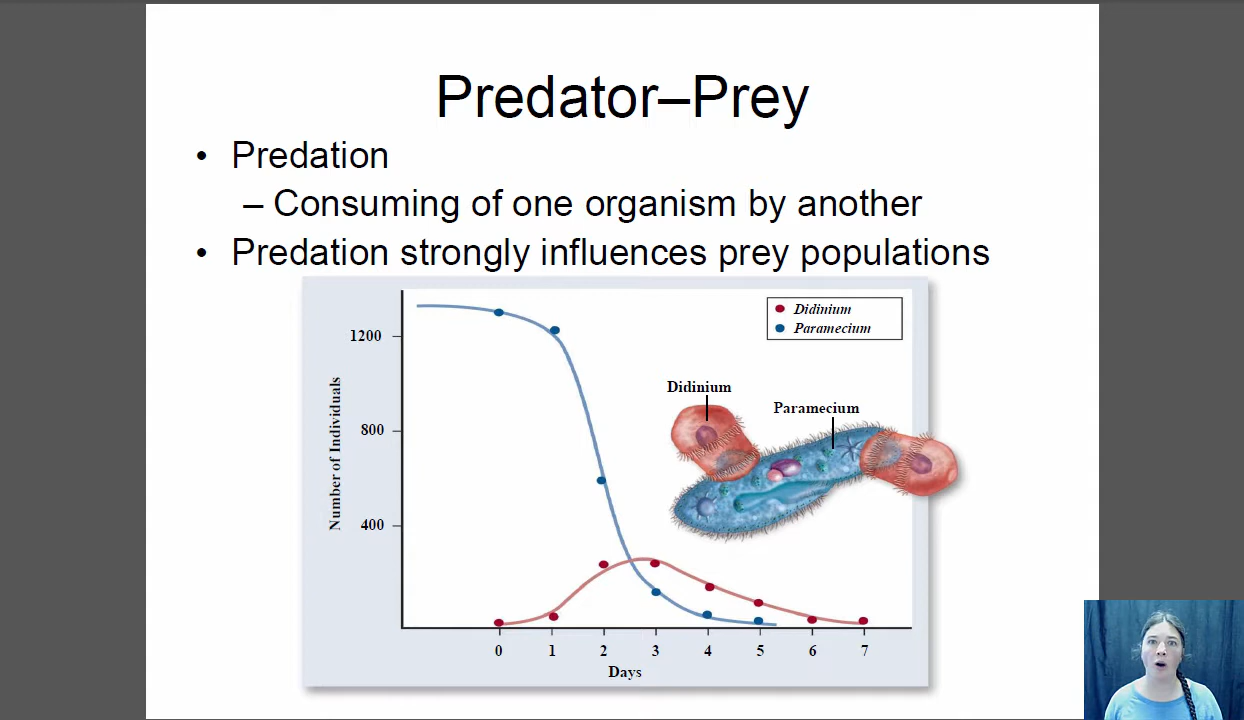 Predator–Prey
• Predation
– Consuming of one organism by another
• Predation strongly influences prey populations
Didinium
Paramecium
1200
800
400
Number of Individuals
Didinium
Paramecium
0 1 2 3 4 5 6 7
Days